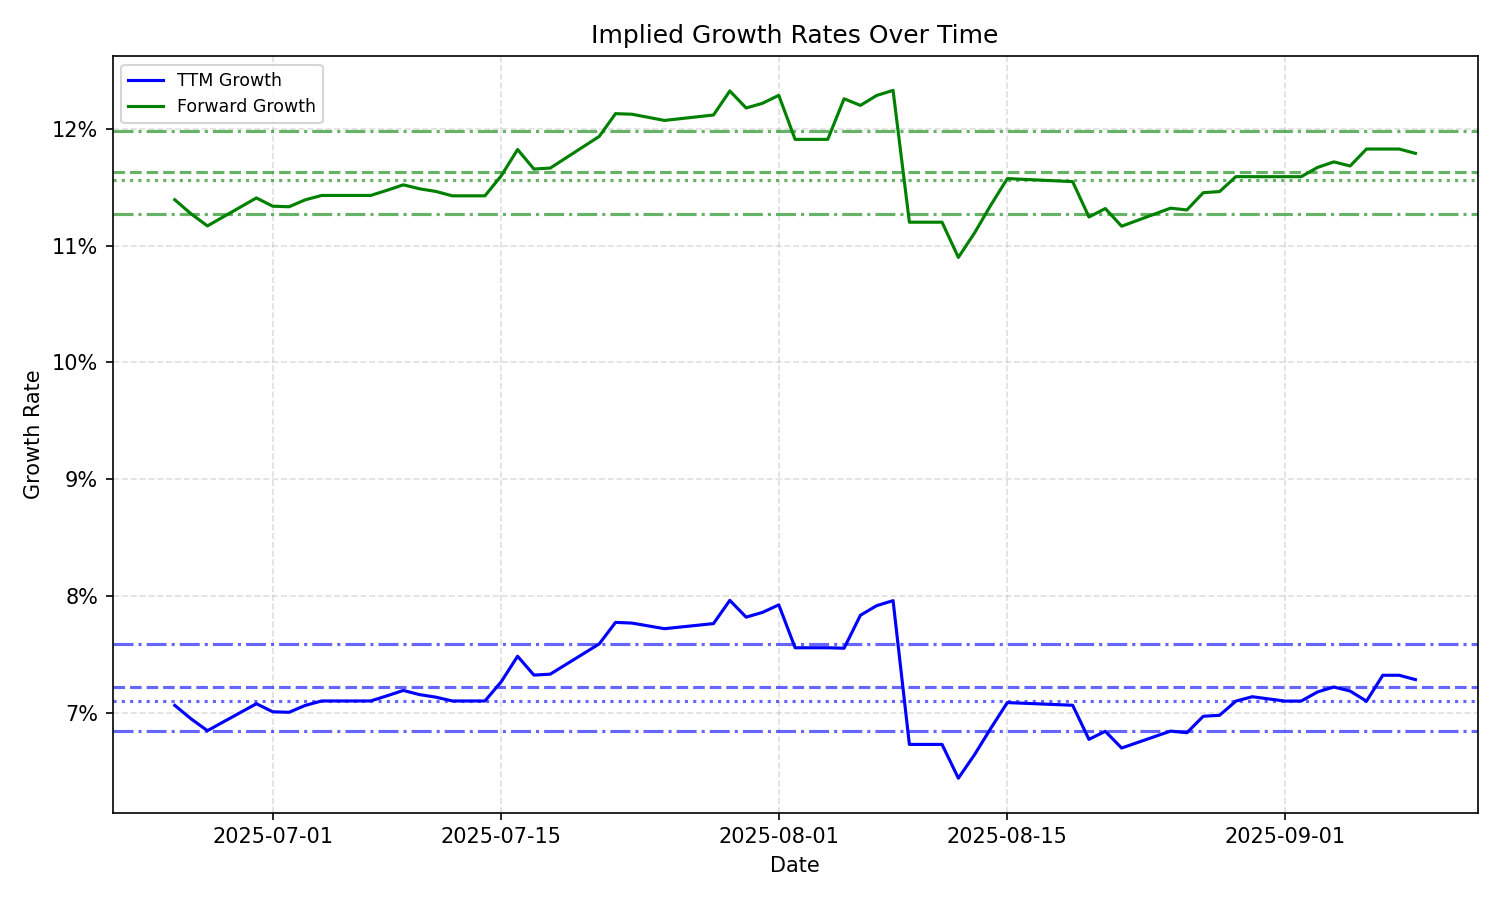 Implied Growth Rates Over Time
TTM Growth
Forward Growth
12%
11%
10%
9%
8%
7%
Growth Rate
2025-07-01
2025-07-15
2025-08-01
2025-08-15
2025-09-01
Date